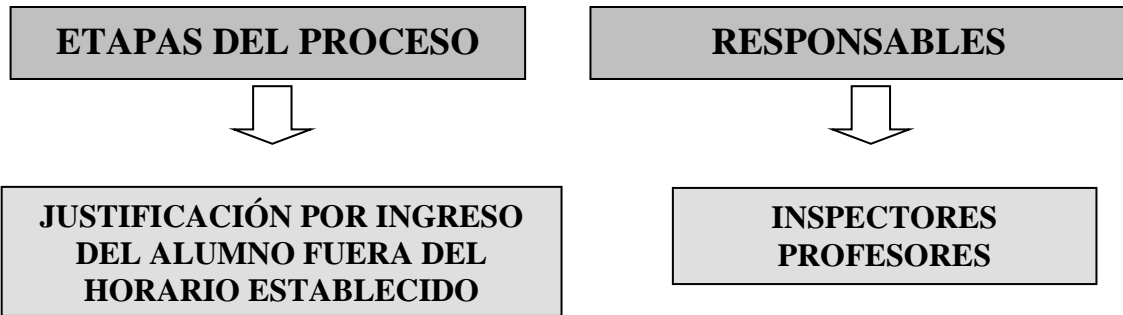 ETAPAS DEL PROCESO
RESPONSABLES
JUSTIFICACIÓN POR INGRESO
DEL ALUMNO FUERA DEL
HORARIO ESTABLECIDO
INSPECTORES
PROFESORES